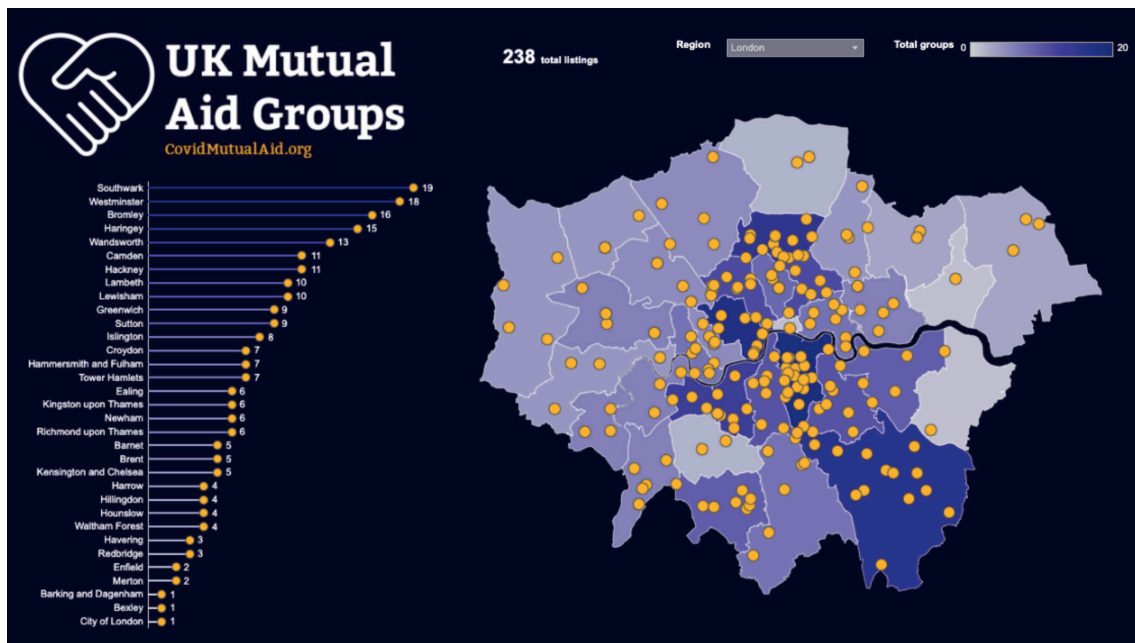 UK Mutual
Aid Groups
CovidMutualAid.org
238 total listings
Region
London
Total groups
0
20
Southwark 19
Westminster 18
Bromley 16
Haringey 15
Wandsworth 13
Camden 11
Hackney 11
Lambeth 10
Lewisham 10
Greenwich 9
Sutton 9
Islington 8
Croydon 7
Hammersmith and Fulham 7
Tower Hamlets 7
Ealing 6
Kingston upon Thames 6
Newham 6
Richmond upon Thames 6
Barnet 5
Brent 5
Kensington and Chelsea 5
Harrow 4
Hillingdon 4
Hounslow 4
Waltham Forest 4
Havering 3
Redbridge 3
Enfield 2
Merton 2
Barking and Dagenham 1
Bexley 1
City of London 1